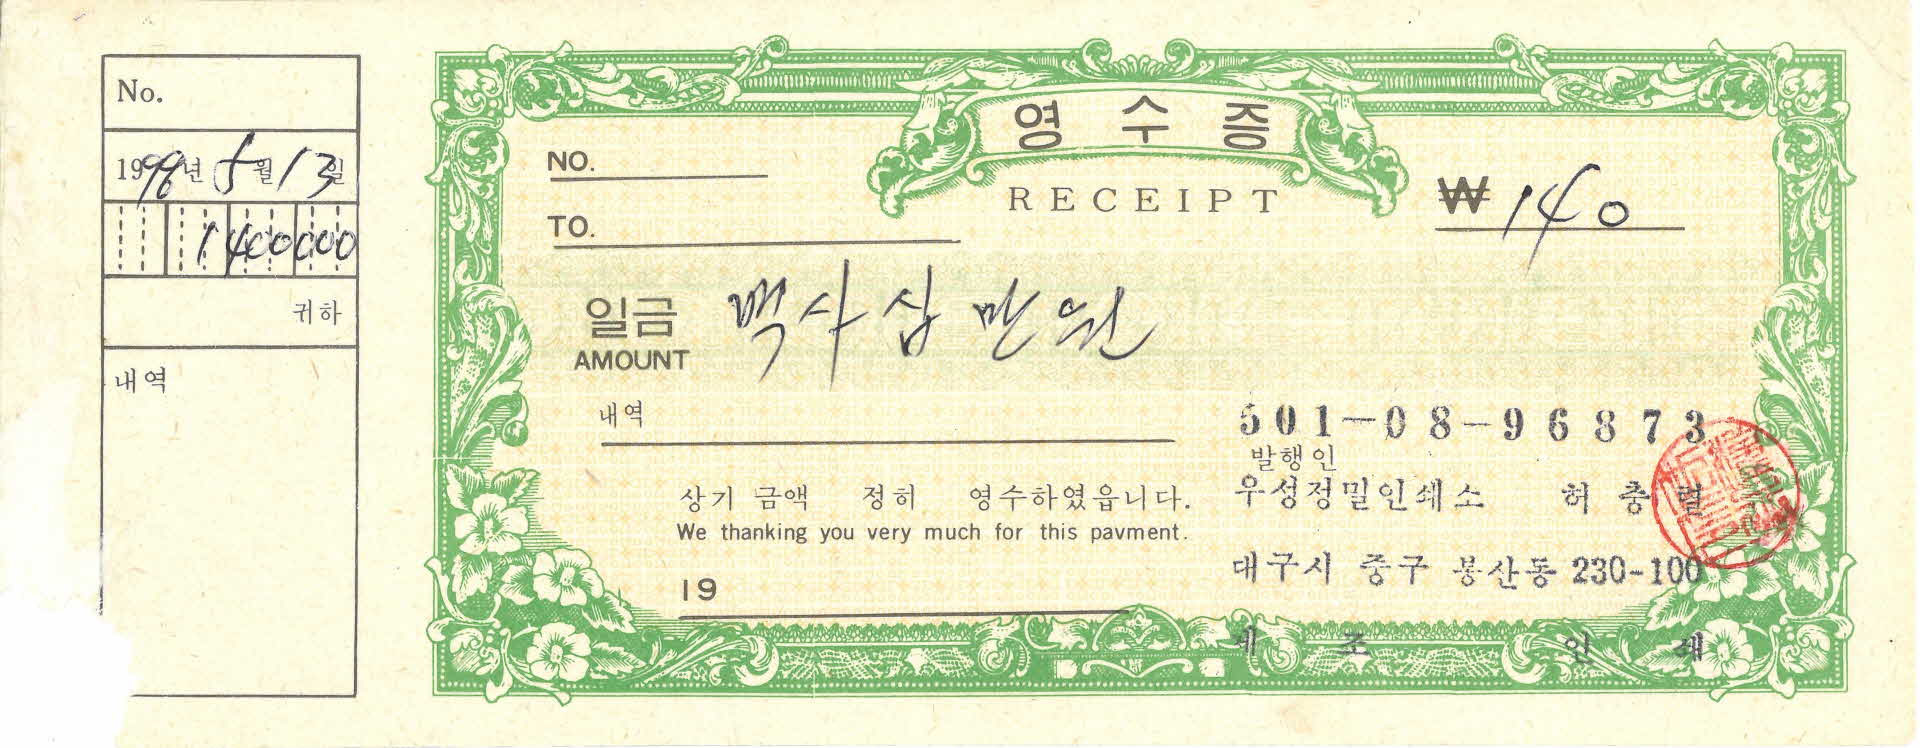 No.
1998년 5월 13일
1400000
귀하
내역
영수증
RECEIPT
NO.
TO.
₩ 140
일금 백사십만원
AMOUNT
내역
501-08-96873
발행인
상기 금액 정히 영수하였읍니다. 우성정밀인쇄소 허충렬
We thanking you very much for this pavment.
대구시 중구 봉산동 230-100
19
제조 인쇄